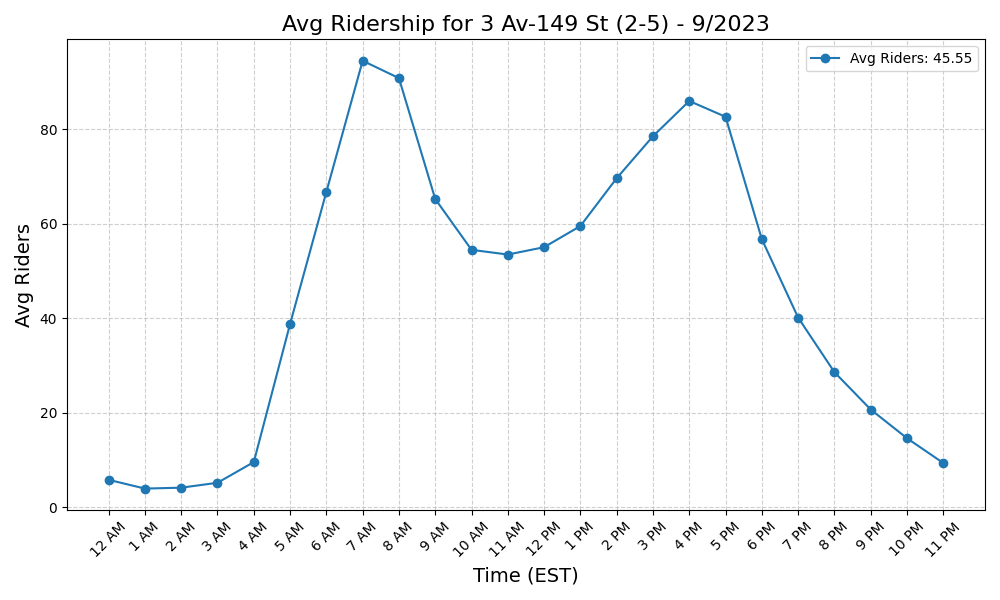 Avg Ridership for 3 Av-149 St (2-5) - 9/2023
Avg Riders: 45.55
Avg Riders
80
60
40
20
0
12 AM
1 AM
2 AM
3 AM
4 AM
5 AM
6 AM
7 AM
8 AM
9 AM
10 AM
11 AM
12 PM
1 PM
2 PM
3 PM
4 PM
5 PM
6 PM
7 PM
8 PM
9 PM
10 PM
11 PM
Time (EST)